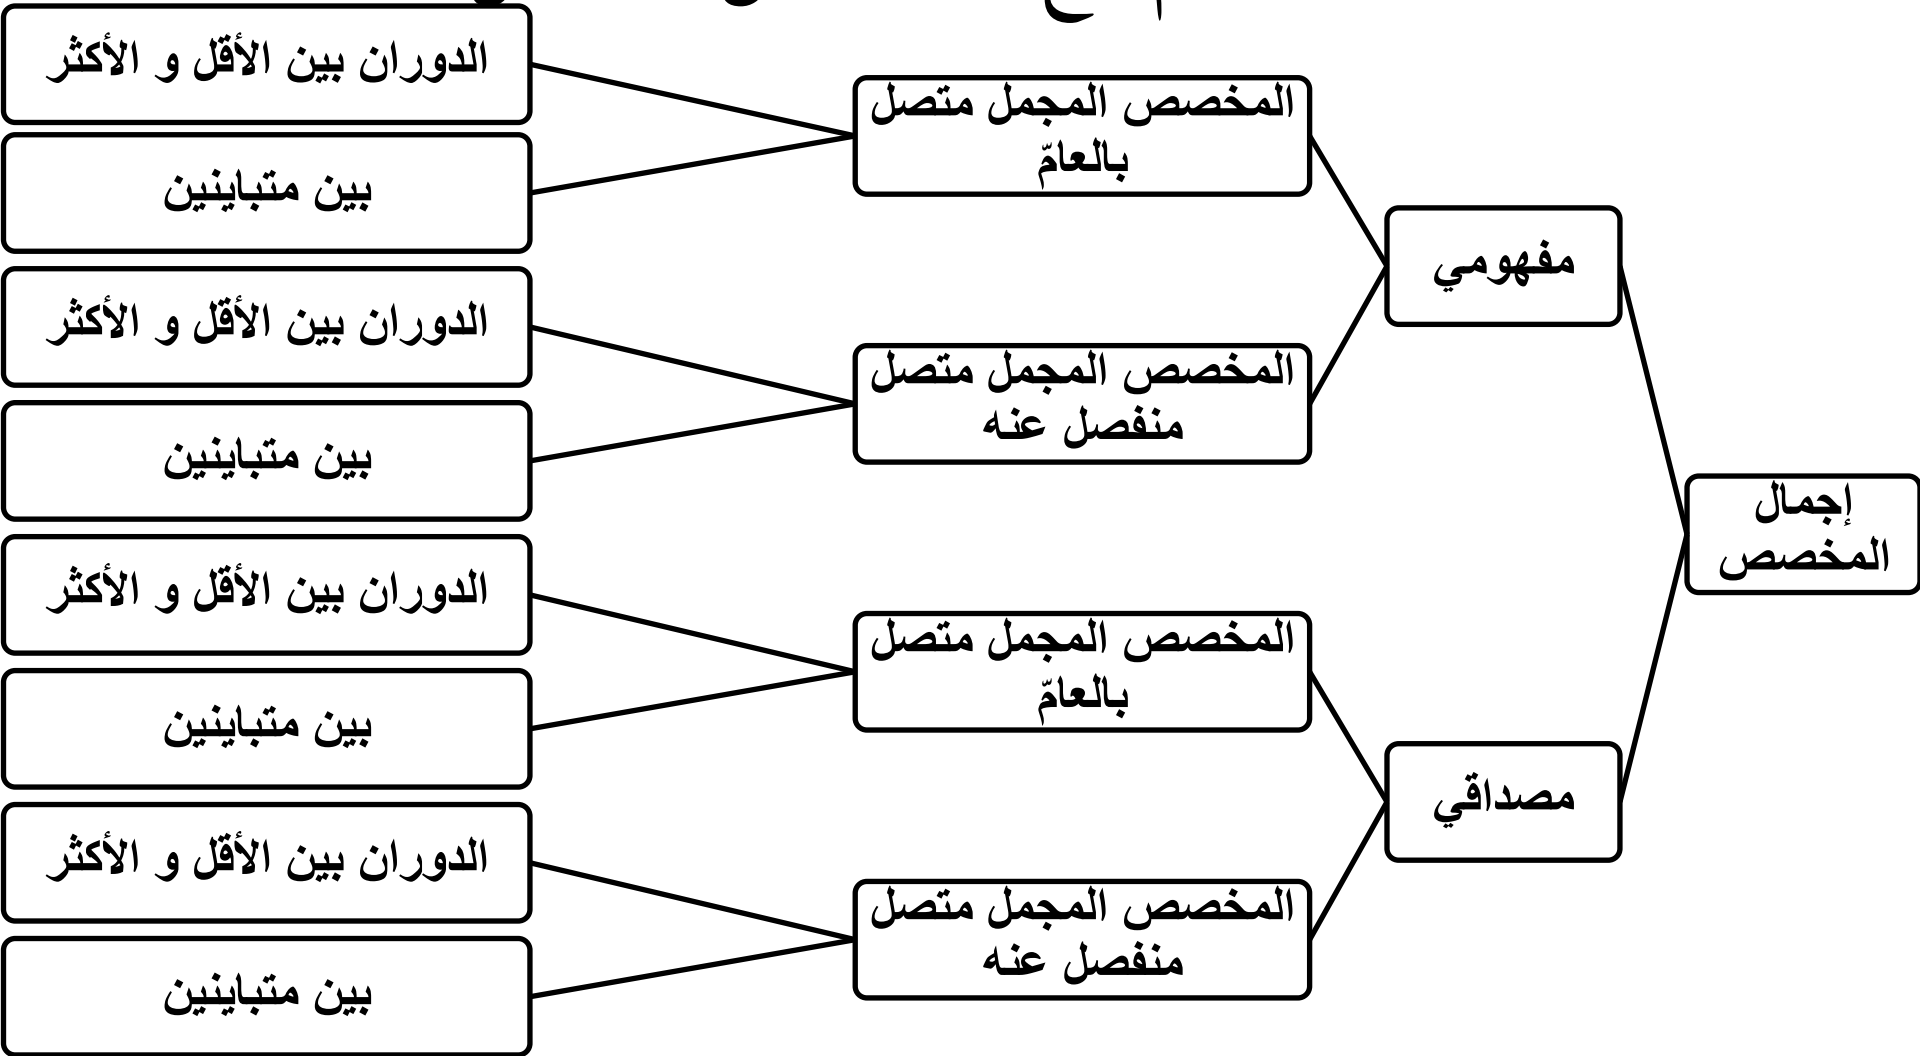 إجمال
المخصص
مفهومي
المخصص المجمل متصل
بالعامّ
الدوران بين الأقل و الأكثر
بين متباينين
المخصص المجمل متصل
منفصل عنه
الدوران بين الأقل و الأكثر
بين متباينين
مصداقي
المخصص المجمل متصل
بالعامّ
الدوران بين الأقل و الأكثر
بين متباينين
المخصص المجمل متصل
منفصل عنه
الدوران بين الأقل و الأكثر
بين متباينين